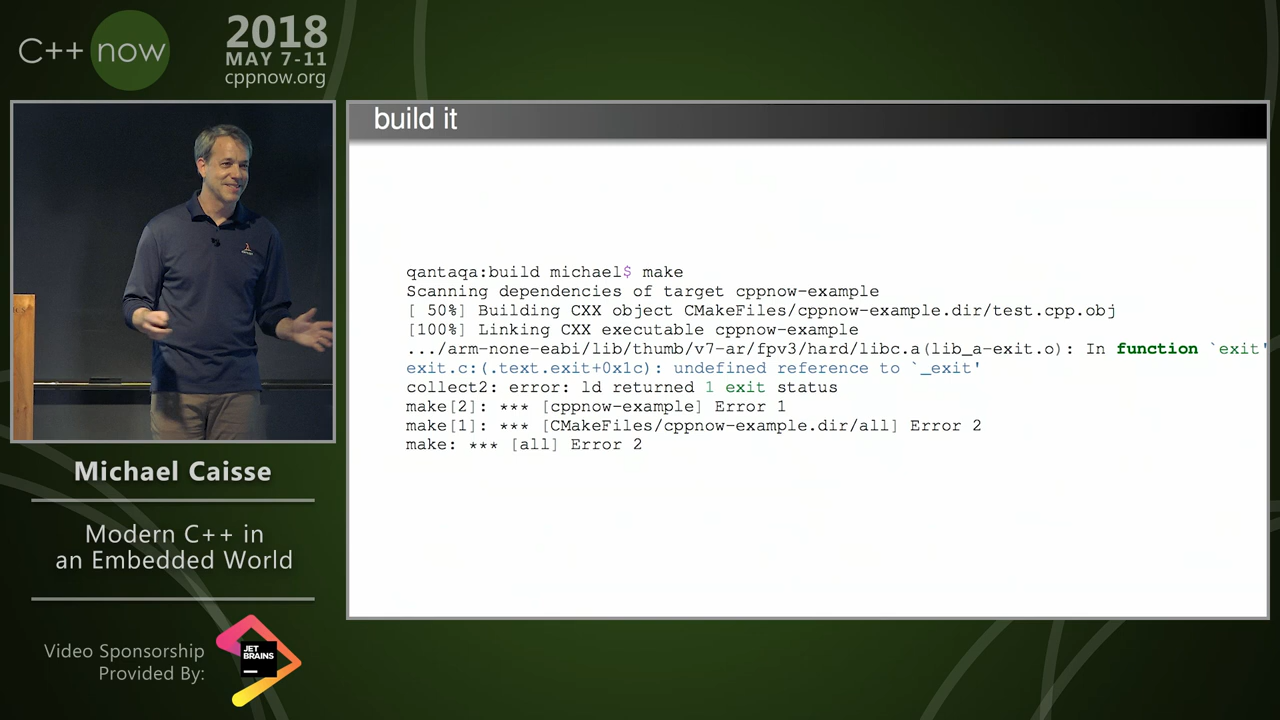 C++ now
2018
MAY 7-11
cppnow.org
build it
qantaqa:build michael$ make
Scanning dependencies of target cppnow-example
[ 50%] Building CXX object CMakeFiles/cppnow-example.dir/test.cpp.obj
[100%] Linking CXX executable cppnow-example
.../arm-none-eabi/lib/thumb/v7-ar/fpv3/hard/libc.a(lib_a-exit.o): In function `exit'
exit.c:(.text.exit+0x1c): undefined reference to `_exit'
collect2: error: ld returned 1 exit status
make[2]: *** [cppnow-example] Error 1
make[1]: *** [CMakeFiles/cppnow-example.dir/all] Error 2
make: *** [all] Error 2
Michael Caisse
Modern C++ in
an Embedded World
Video Sponsorship
Provided By:
JET
BRAINS